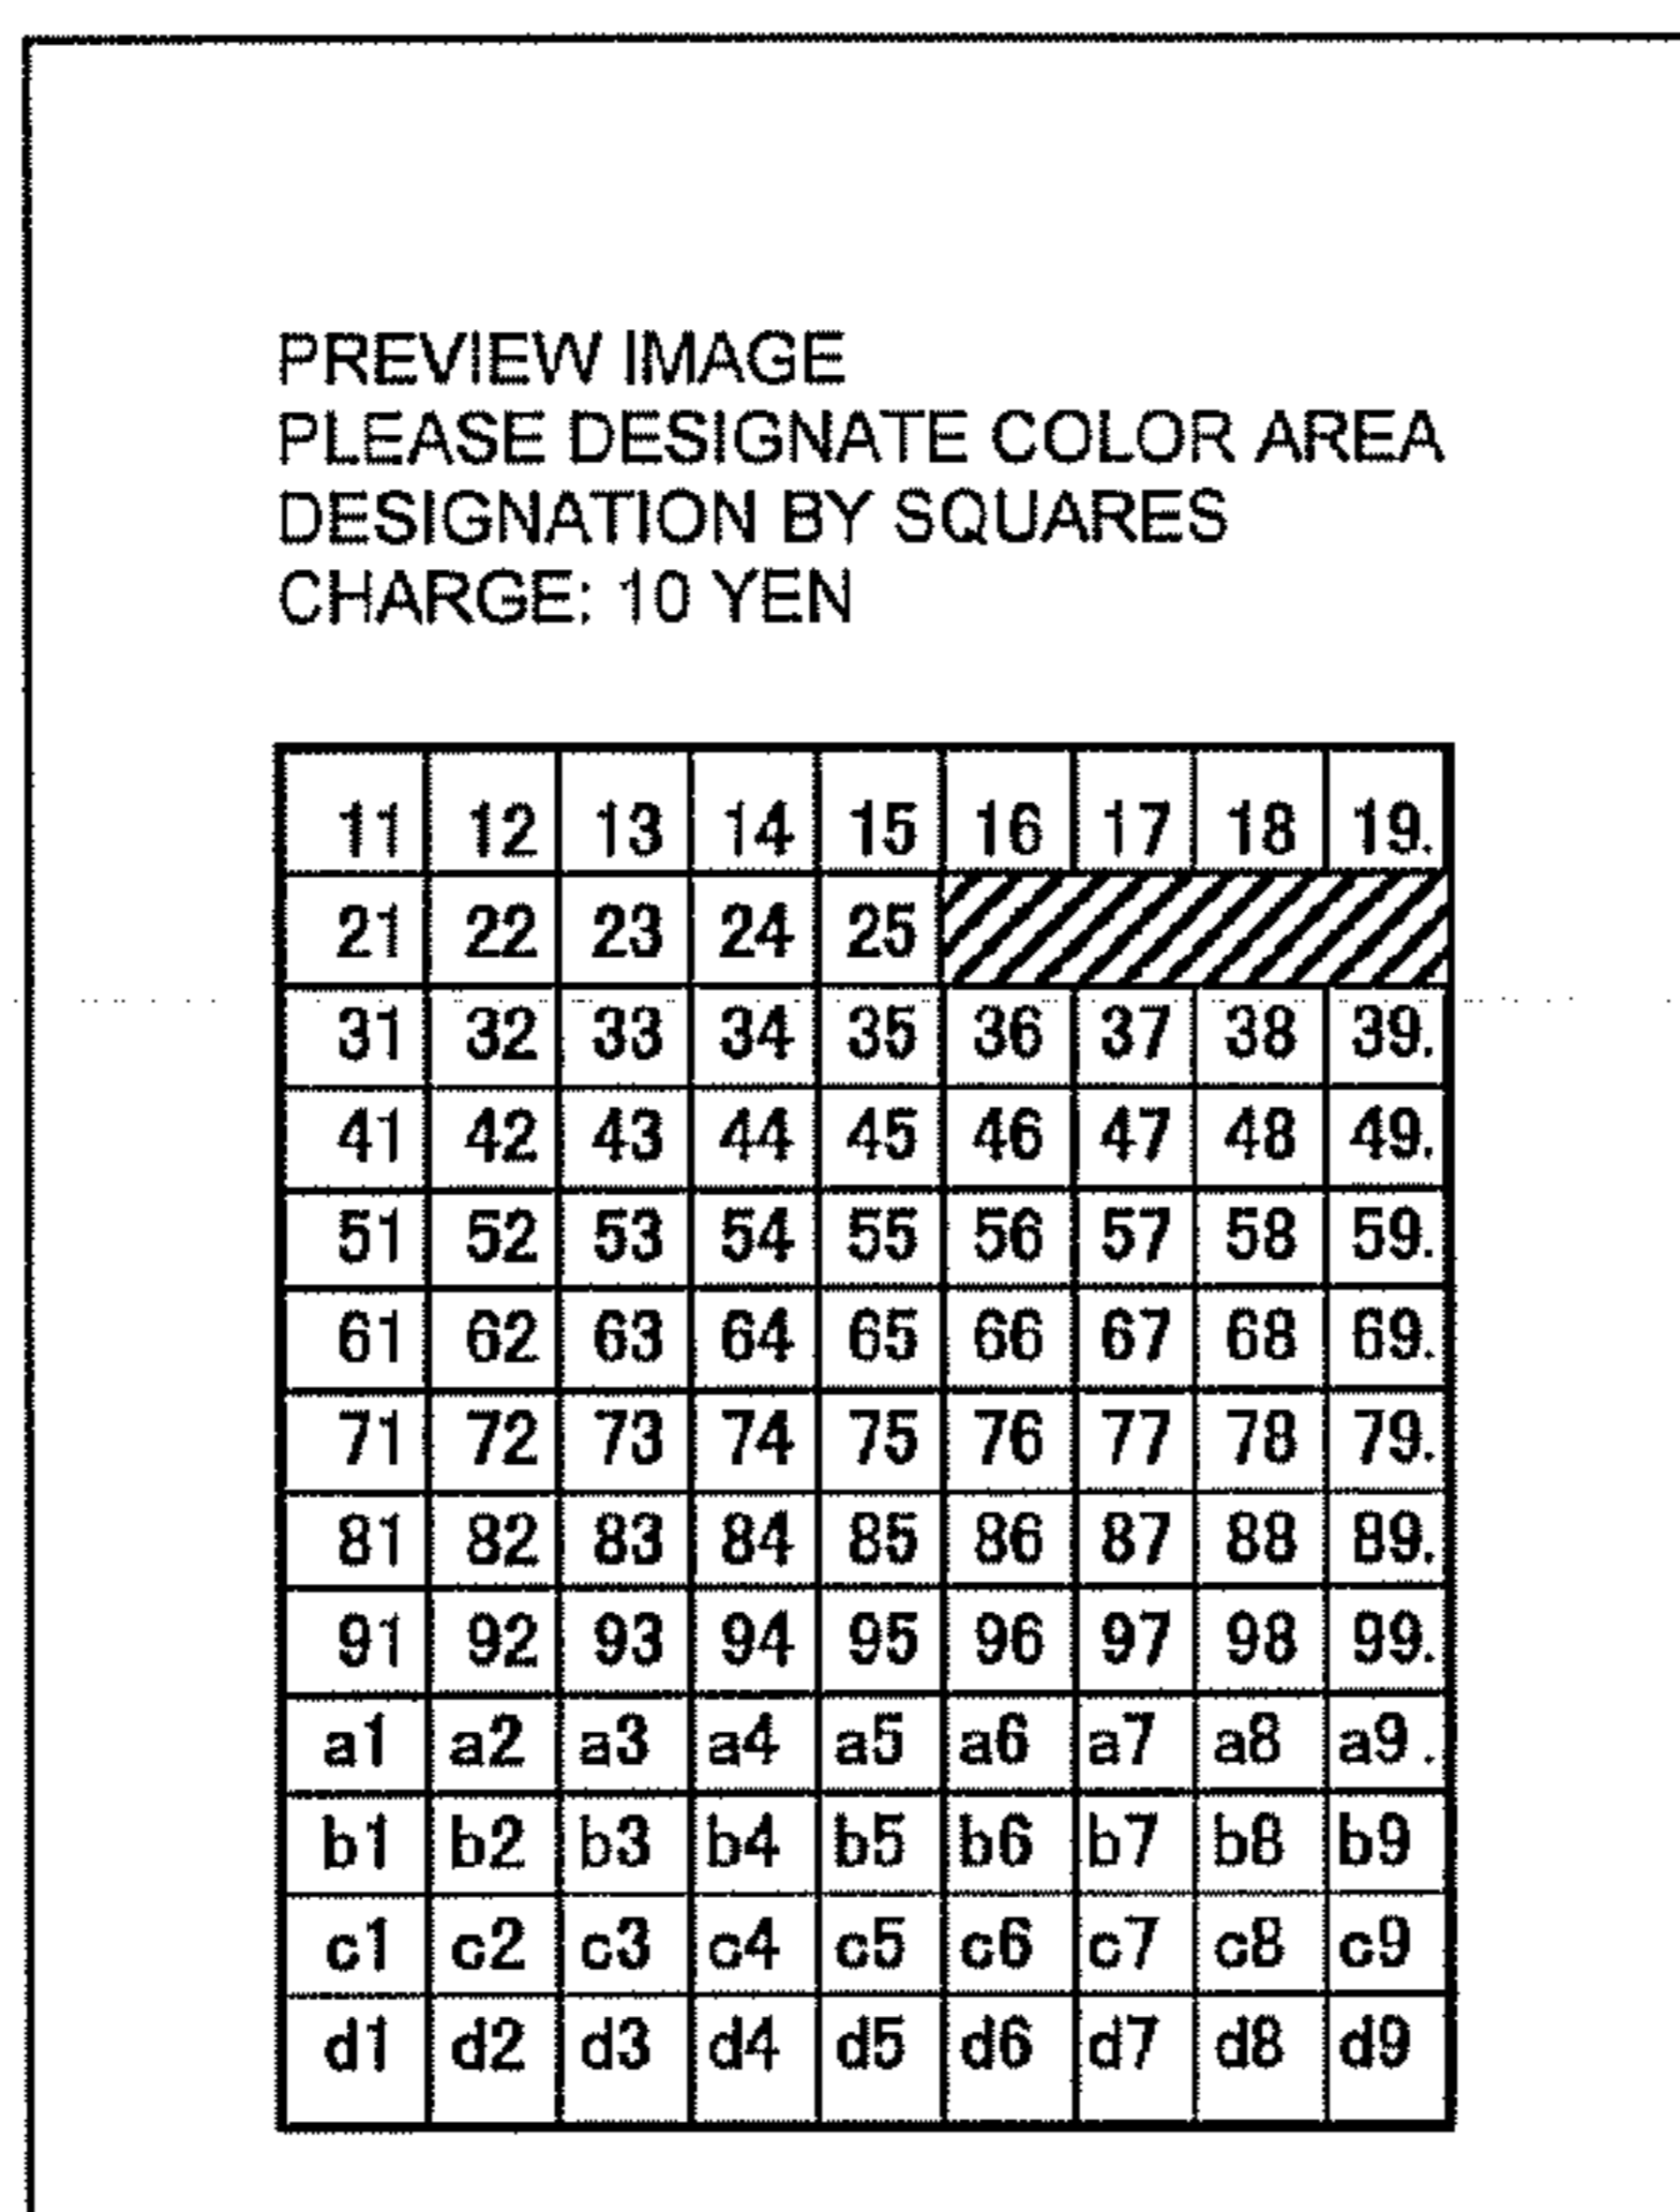 PREVIEW IMAGE
PLEASE DESIGNATE COLOR AREA
DESIGNATION BY SQUARES
CHARGE: 10 YEN
11 12 13 14 15 16 17 18 19.
21 22 23 24 25
31 32 33 34 35 36 37 38 39.
41 42 43 44 45 46 47 48 49.
51 52 53 54 55 56 57 58 59.
61 62 63 64 65 66 67 68 69.
71 72 73 74 75 76 77 78 79.
81 82 83 84 85 86 87 88 89.
91 92 93 94 95 96 97 98 99.
a1 a2 a3 a4 a5 a6 a7 a8 a9.
b1 b2 b3 b4 b5 b6 b7 b8 b9
c1 c2 c3 c4 c5 c6 c7 c8 c9
d1 d2 d3 d4 d5 d6 d7 d8 d9